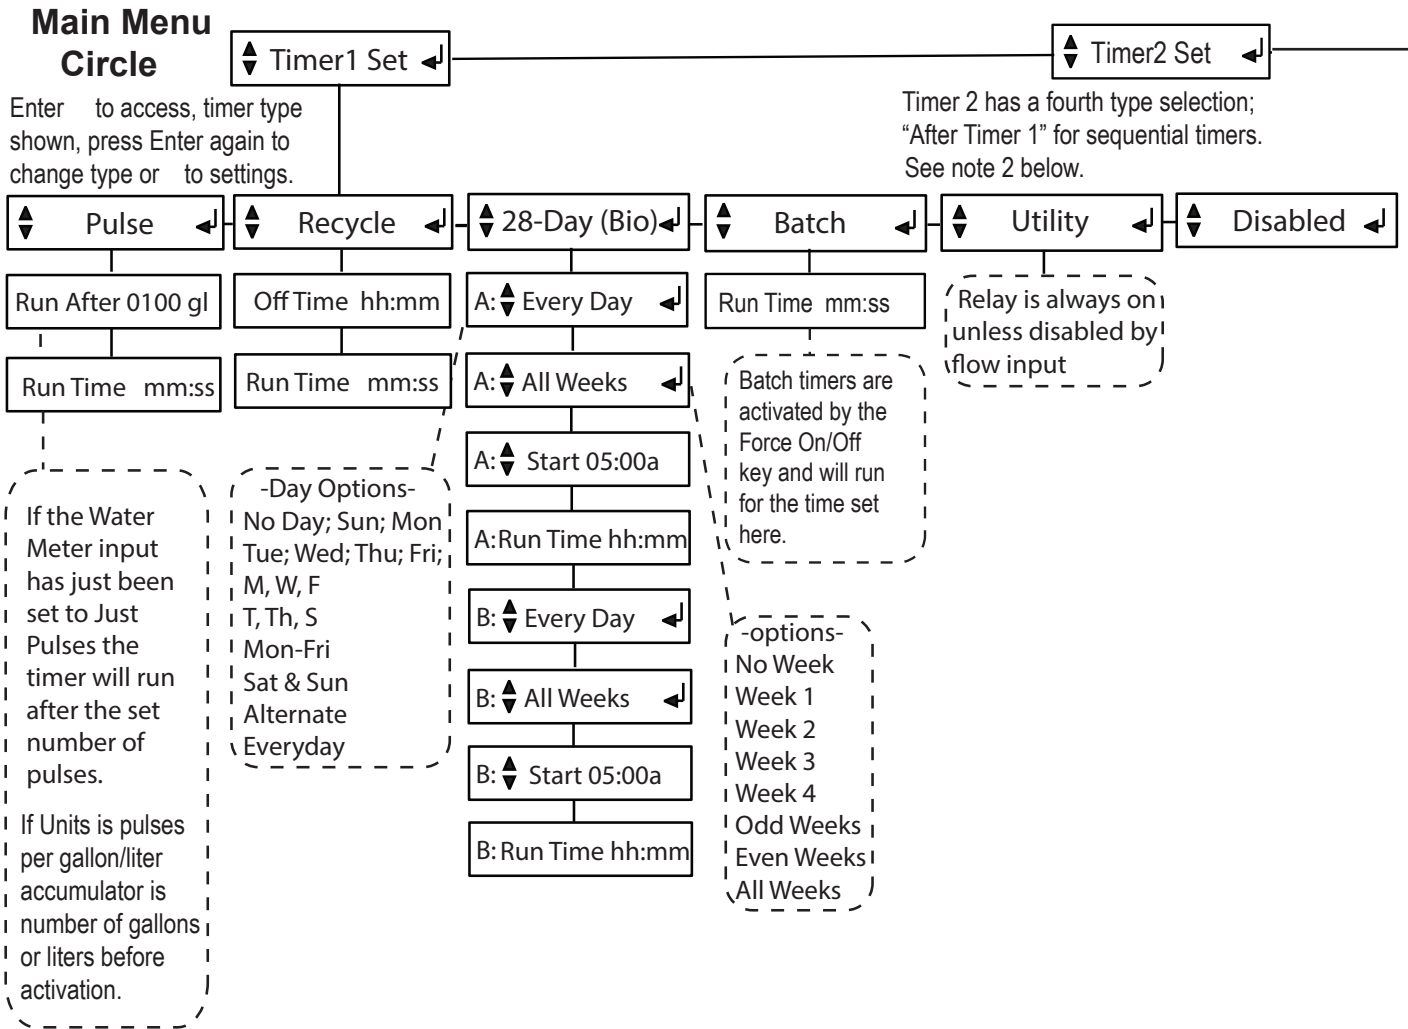 Main Menu
Circle
Timer1 Set
Timer2 Set
Enter to access, timer type
shown, press Enter again to
change type or to settings.
Timer 2 has a fourth type selection;
“After Timer 1” for sequential timers.
See note 2 below.
Pulse
Recycle
28-Day (Bio)
Batch
Utility
Disabled
Run After 0100 gl
Run Time mm:ss
If the Water
Meter input
has just been
set to Just
Pulses the
timer will run
after the set
number of
pulses.
If Units is pulses
per gallon/liter
accumulator is
number of gallons
or liters before
activation.
Off Time hh:mm
Run Time mm:ss
-Day Options-
No Day; Sun; Mon
Tue; Wed; Thu; Fri;
M, W, F
T, Th, S
Mon-Fri
Sat & Sun
Alternate
Everyday
A: Every Day
A: All Weeks
A: Start 05:00a
A:Run Time hh:mm
B: Every Day
B: All Weeks
B: Start 05:00a
B: Run Time hh:mm
Run Time mm:ss
Batch timers are
activated by the
Force On/Off
key and will run
for the time set
here.
-options-
No Week
Week 1
Week 2
Week 3
Week 4
Odd Weeks
Even Weeks
All Weeks
Relay is always on
unless disabled by
flow input